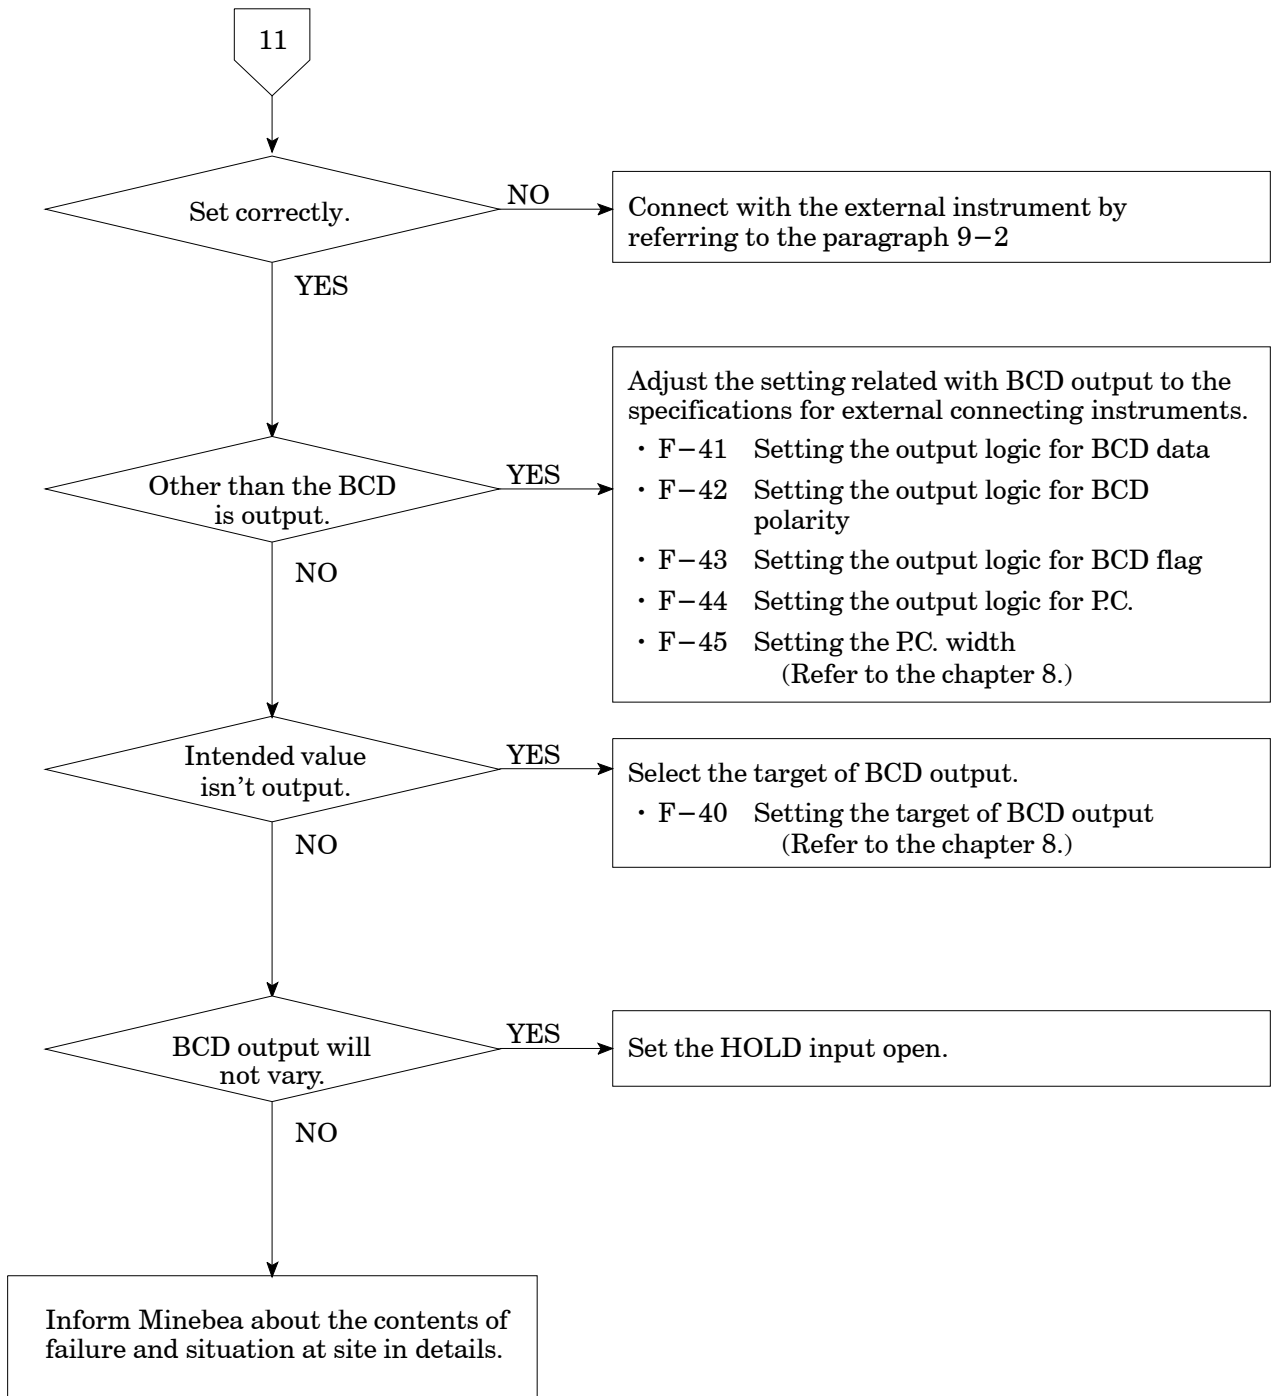 11
Set correctly.
NO
Connect with the external instrument by
referring to the paragraph 9−2
YES
Adjust the setting related with BCD output to the
specifications for external connecting instruments.
・ F−41 Setting the output logic for BCD data
Other than the BCD
is output.
YES
・ F−42 Setting the output logic for BCD
polarity
・ F−43 Setting the output logic for BCD flag
・ F−44 Setting the output logic for P.C.
・ F−45 Setting the P.C. width
(Refer to the chapter 8.)
NO
Intended value
isn't output.
YES
Select the target of BCD output.
・ F−40 Setting the target of BCD output
(Refer to the chapter 8.)
NO
BCD output will
not vary.
YES
Set the HOLD input open.
NO
Inform Minebea about the contents of
failure and situation at site in details.